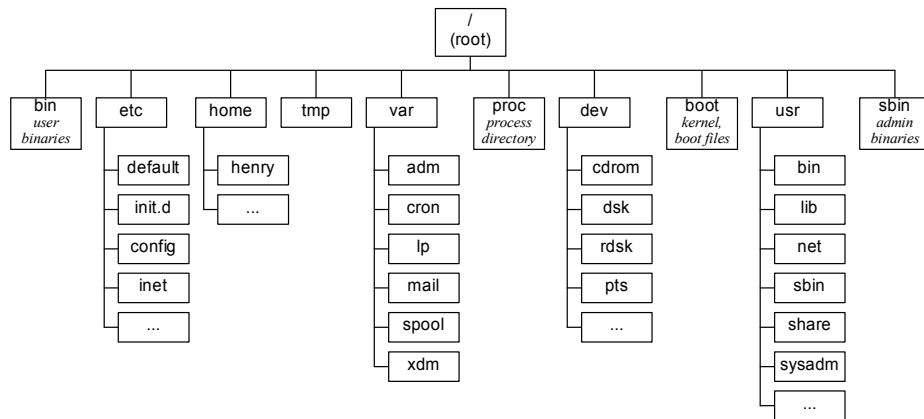 /
(root)
bin
user
binaries
etc
home
tmp
var
proc
process
directory
dev
boot
kernel,
boot files
usr
sbin
admin
binaries
default
init.d
config
inet
...
henry
...
adm
cron
lp
mail
spool
xdm
cdrom
dsk
rdsk
pts
...
bin
lib
net
sbin
share
sysadm
...